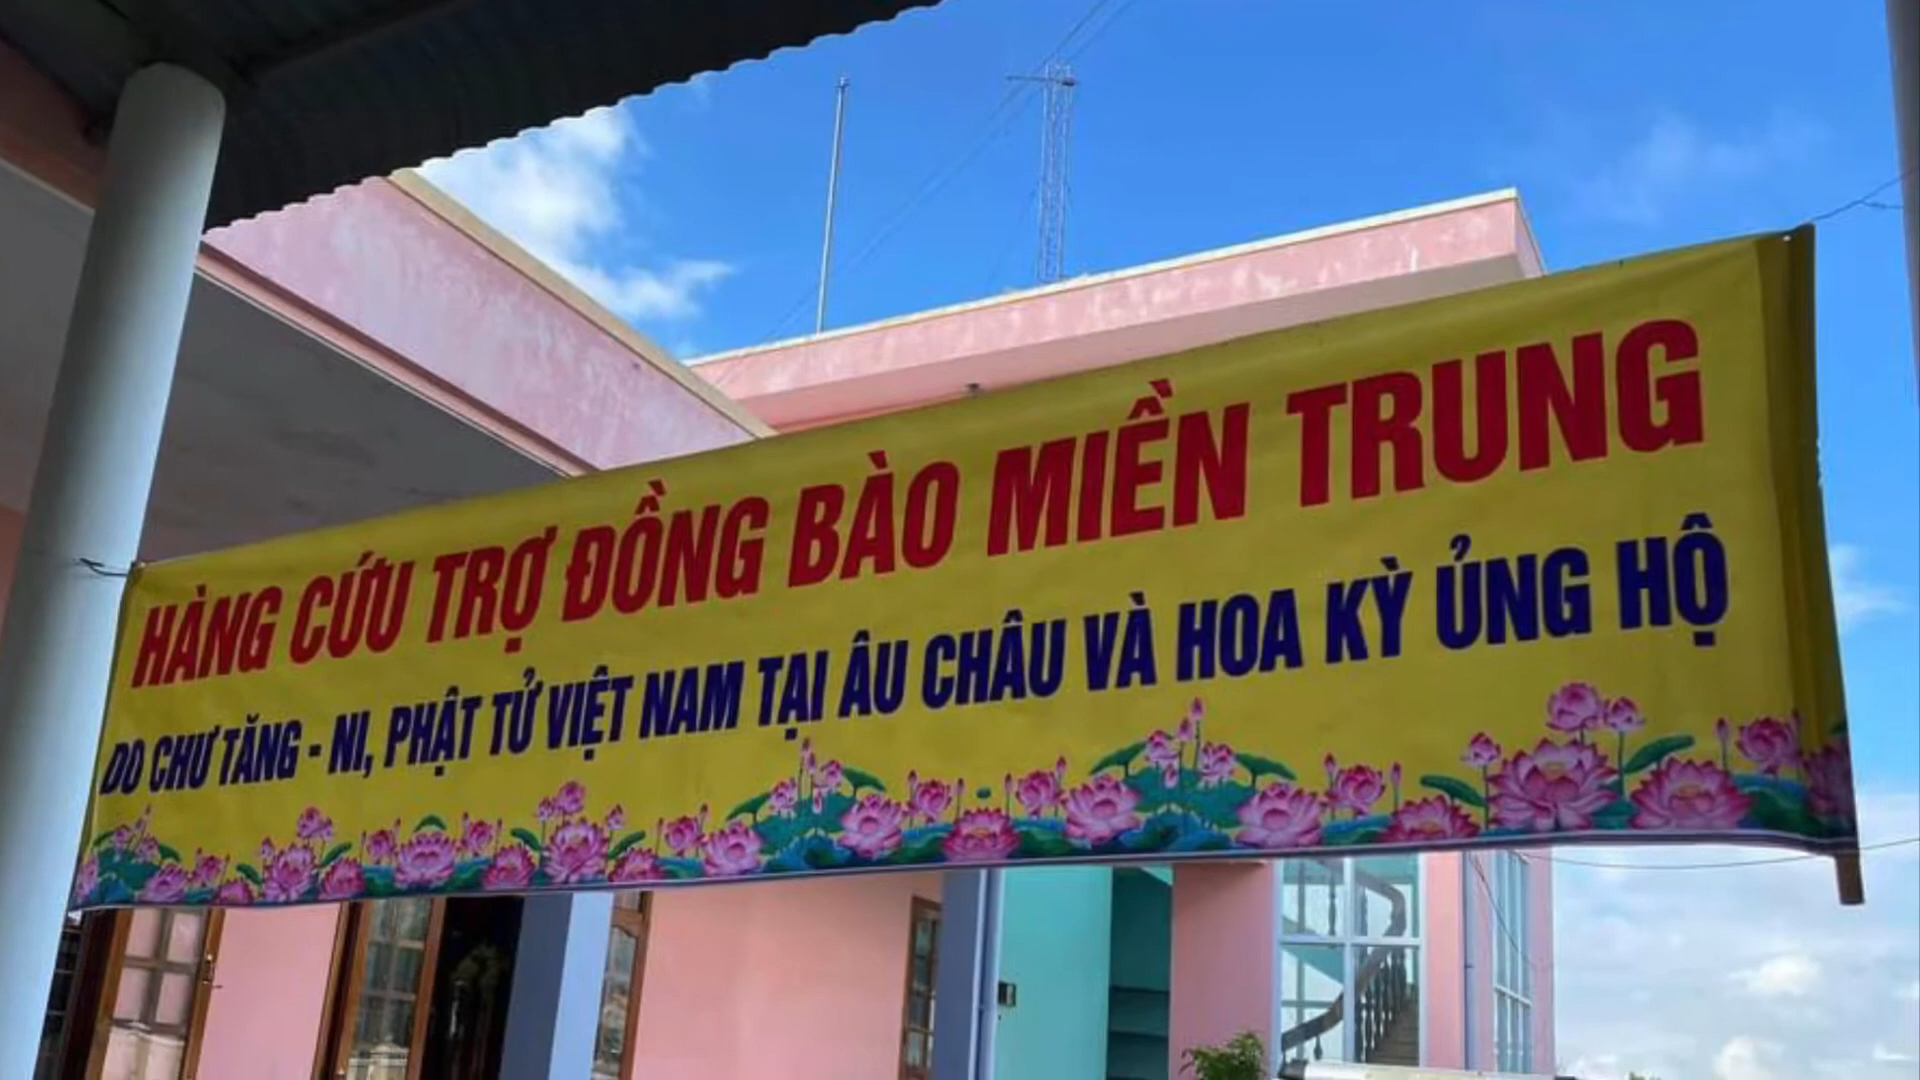 HÀNG CỨU TRỢ ĐỒNG BÀO MIỀN TRUNG
DO CHƯ TĂNG - NI, PHẬT TỬ VIỆT NAM TẠI ÂU CHÂU VÀ HOA KỲ ỦNG HỘ